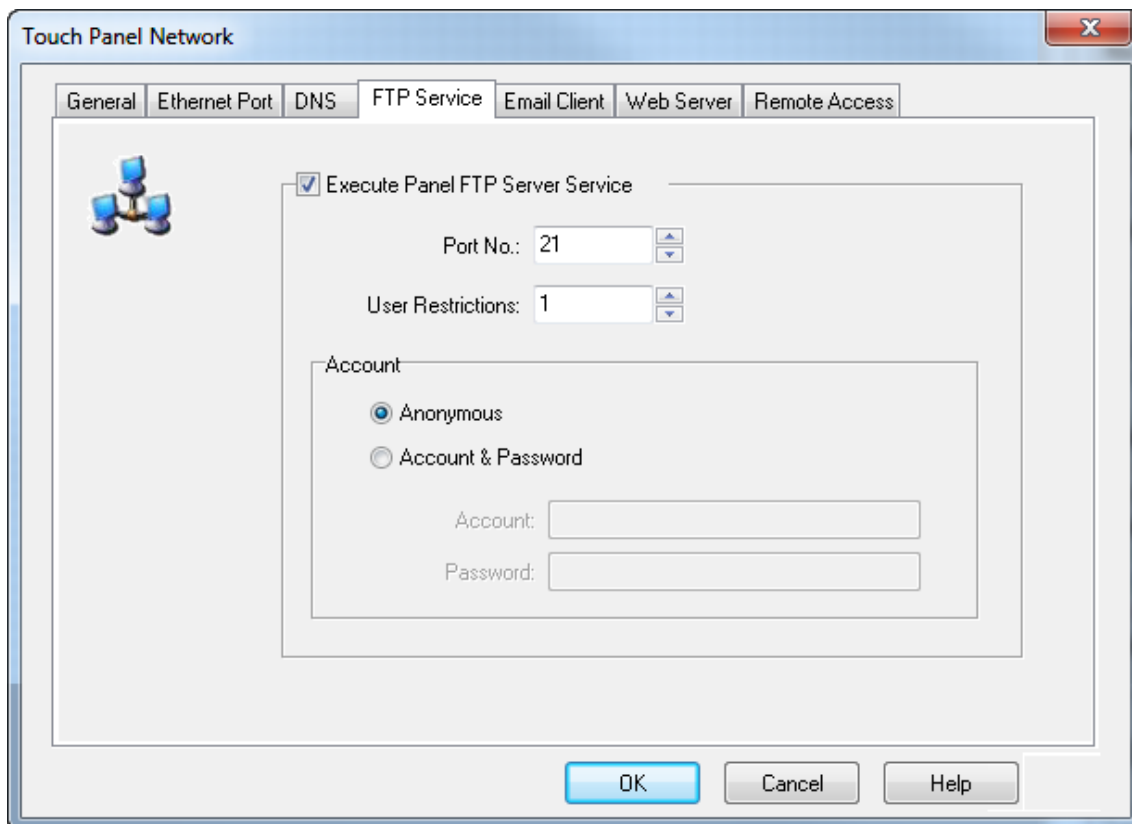 Touch Panel Network
General Ethernet Port DNS FTP Service Email Client Web Server Remote Access
Execute Panel FTP Server Service
Port No.: 21
User Restrictions: 1
Account
Anonymous
Account & Password
Account:
Password:
OK Cancel Help